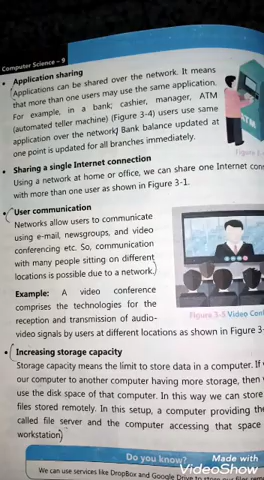 Computer Science – 9
• Application sharing
(Applications can be shared over the network. It means
that more than one users may use the same application.
For example, in a bank; cashier, manager, ATM
(automated teller machine) (Figure 3-4) users use same
application over the network) Bank balance updated at
one point is updated for all branches immediately.
ATM
Figure
• Sharing a single Internet connection
Using a network at home or office, we can share one Internet
with more than one user as shown in Figure 3-1.
• (User communication
Networks allow users to communicate
using e-mail, newsgroups, and video
conferencing etc. So, communication
with many people sitting on different
locations is possible due to a network.)
Example: A video conference
comprises the technologies for the
reception and transmission of audio-
video signals by users at different locations as shown in Figure 3-
Figure 3-5 Video
• (Increasing storage capacity
Storage capacity means the limit to store data in a computer. If
our computer to another computer having more storage, then
use the disk space of that computer. In this way we can store
files stored remotely. In this setup, a computer providing the
called file server and the computer accessing that space
workstation)
Do you know?
We can use services like DropBox and Google Drive to store our files
Made with
VideoShow